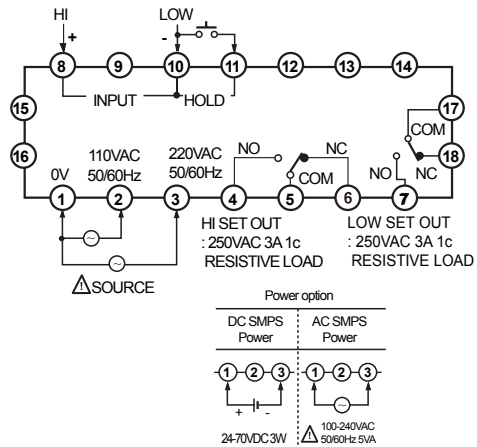 HI LOW
+ -
8 9 10 11 12 13 14
INPUT HOLD
15 17
COM
16 18
110VAC 220VAC NO NC NO NC
0V 50/60Hz 50/60Hz COM
1 2 3 4 5 6 7
HI SET OUT LOW SET OUT
: 250VAC 3A 1c : 250VAC 3A 1c
RESISTIVE LOAD RESISTIVE LOAD
SOURCE
Power option
DC SMPS AC SMPS
Power Power
1 2 3 1 2 3
+ -
24-70VDC 3W 100-240VAC
50/60Hz 5VA